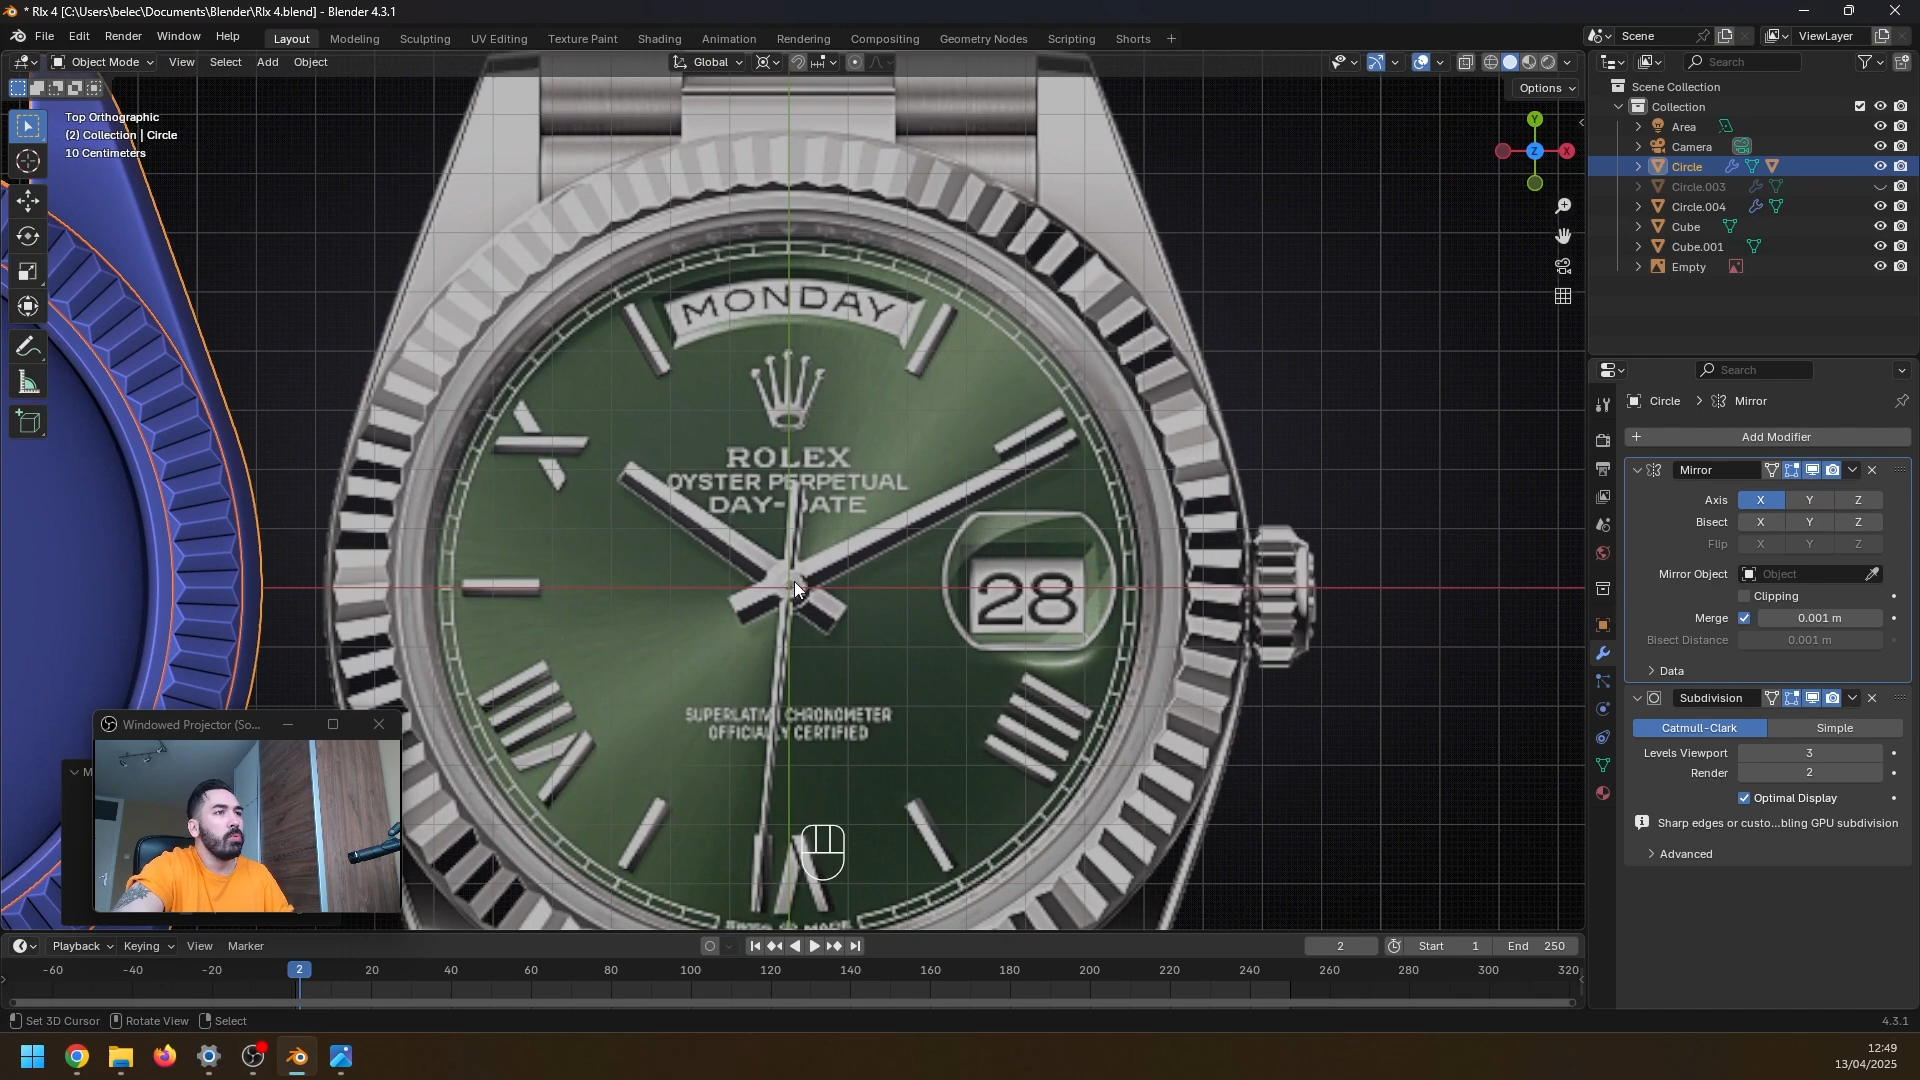 * Rlx 4 [C:\Users\belec\Documents\Blender\Rlx 4.blend] - Blender 4.3.1
File Edit Render Window Help
Layout Modeling Sculpting UV Editing Texture Paint Shading Animation Rendering Compositing Geometry Nodes Scripting Shorts +
Scene
ViewLayer
Object Mode View Select Add Object
Global
Search
Options
Top Orthographic
(2) Collection | Circle
10 Centimeters
Y
Z
X
Scene Collection
Collection
Area
Camera
Circle
Circle.003
Circle.004
Cube
Cube.001
Empty
MONDAY
ROLEX
OYSTER PERPETUAL
DAY-DATE
28
SUPERLATIVE CHRONOMETER
OFFICIALLY CERTIFIED
Search
Circle > Mirror
+ Add Modifier
Mirror
Axis X Y Z
Bisect X Y Z
Flip X Y Z
Mirror Object Object
Clipping
Merge 0.001 m
Bisect Distance 0.001 m
Data
Subdivision
Catmull-Clark Simple
Levels Viewport 3
Render 2
Optimal Display
Sharp edges or custo...bling GPU subdivision
Advanced
Windowed Projector (So...
M
Playback Keying View Marker
2
Start 1 End 250
-60 -40 -20 2 20 40 60 80 100 120 140 160 180 200 220 240 260 280 300 320
Set 3D Cursor Rotate View Select
4.3.1
12:49
13/04/2025